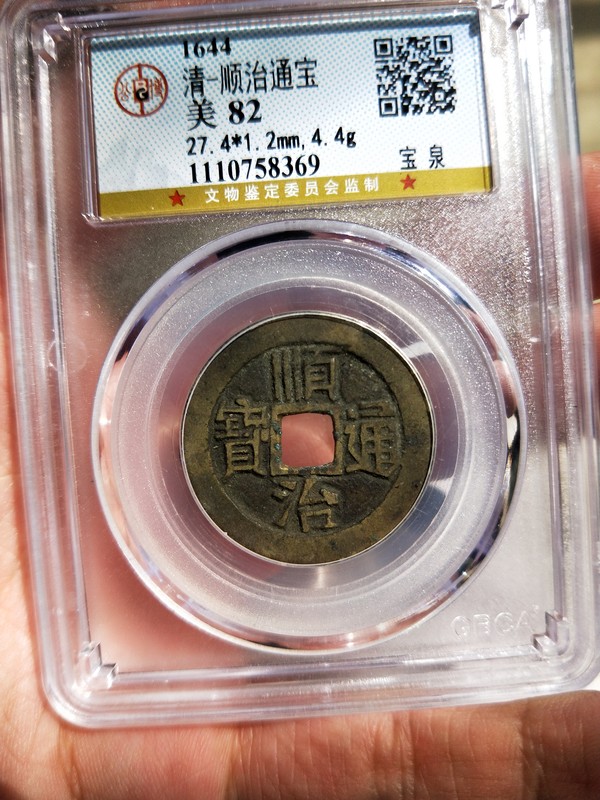 1644
清-顺治通宝
美 82
27.4*1.2mm,4.4g
1110758369
宝 泉
文物鉴定委员会监制
順治通寶
GBCA